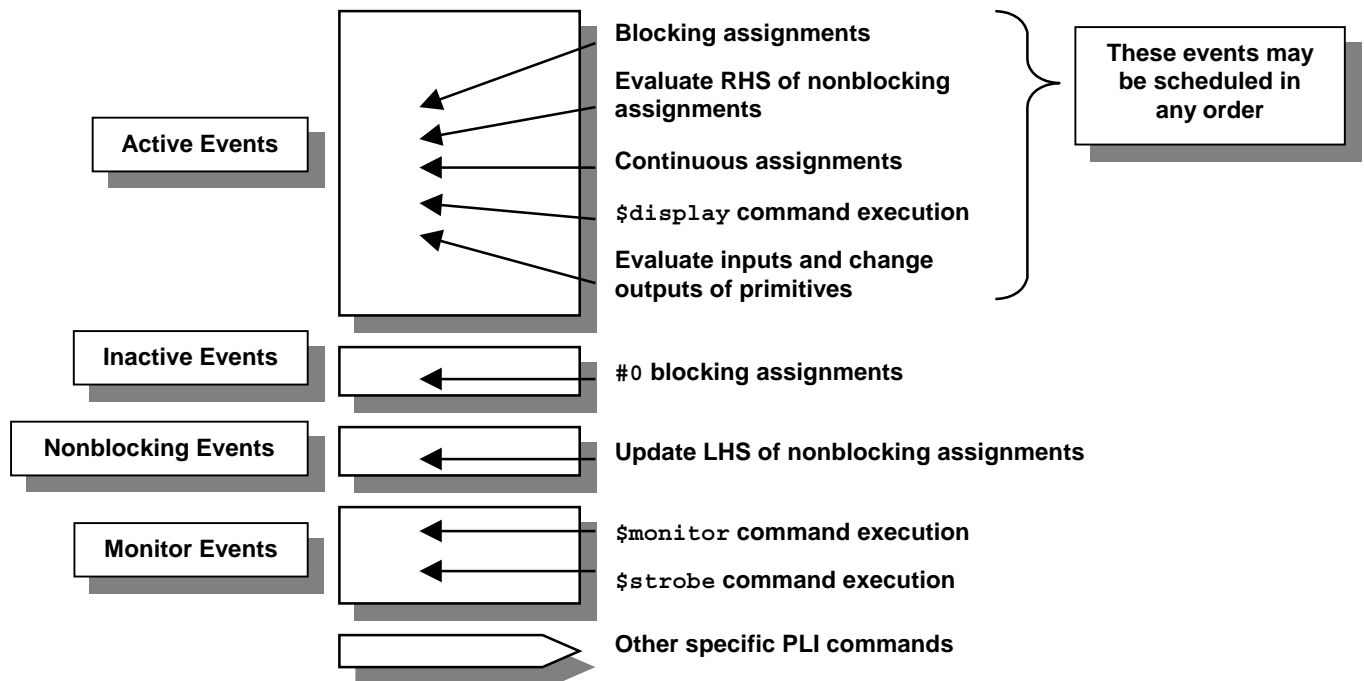 Blocking assignments
Evaluate RHS of nonblocking
assignments
Continuous assignments
$display command execution
Evaluate inputs and change
outputs of primitives
These events may
be scheduled in
any order
Active Events
Inactive Events
#0 blocking assignments
Nonblocking Events
Update LHS of nonblocking assignments
Monitor Events
$monitor command execution
$strobe command execution
Other specific PLI commands